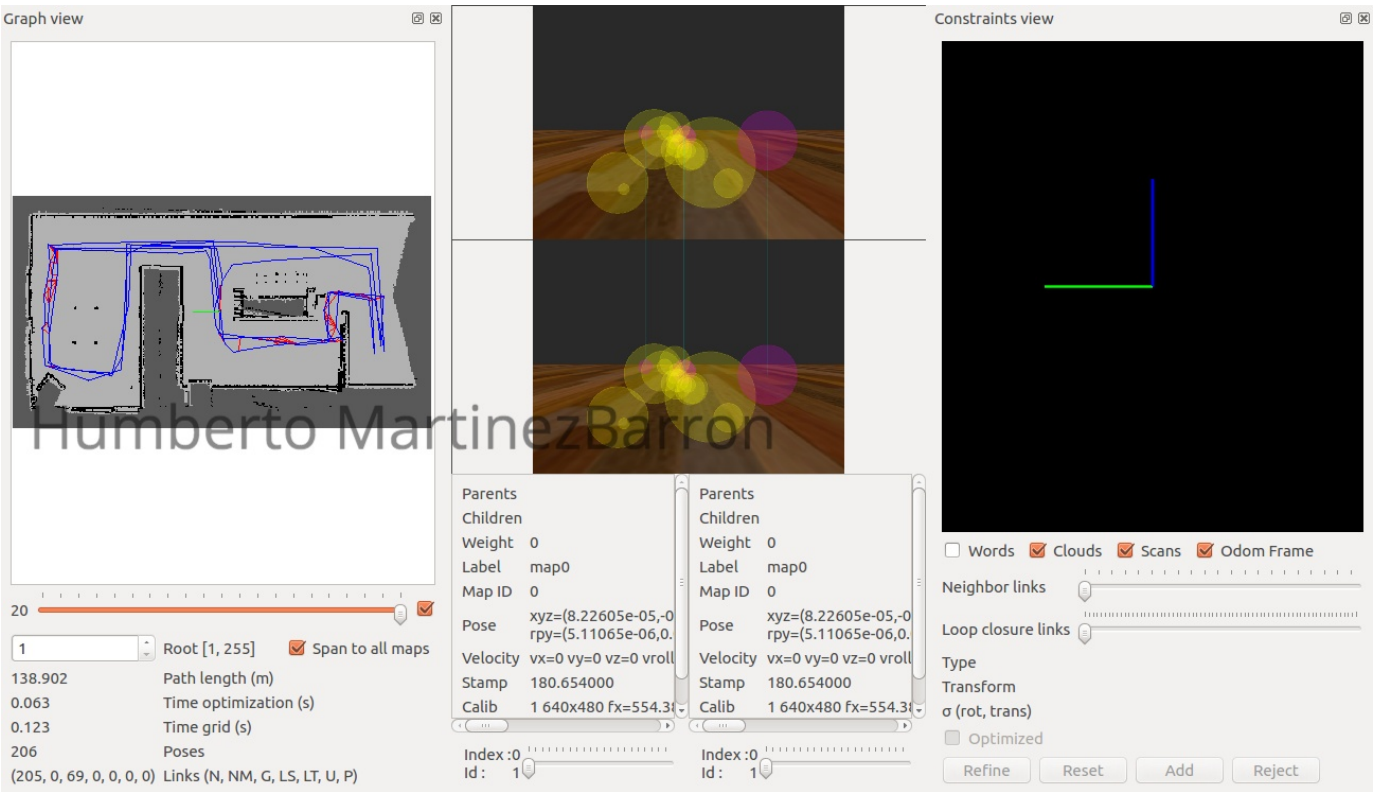 Graph view
20
1 Root [1, 255] Span to all maps
138.902 Path length (m)
0.063 Time optimization (s)
0.123 Time grid (s)
206 Poses
(205, 0, 69, 0, 0, 0, 0) Links (N, NM, G, LS, LT, U, P)
Humberto MartinezBarron
Parents
Children
Weight 0
Label map0
Map ID 0
Pose xyz=(8.22605e-05,-0
rpy=(5.11065e-06,0.
Velocity vx=0 vy=0 vz=0 vroll
Stamp 180.654000
Calib 1 640x480 fx=554.38
Index :0
Id : 1
Parents
Children
Weight 0
Label map0
Map ID 0
Pose xyz=(8.22605e-05,-0
rpy=(5.11065e-06,0.
Velocity vx=0 vy=0 vz=0 vroll
Stamp 180.654000
Calib 1 640x480 fx=554.38
Index :0
Id : 1
Constraints view
Words Clouds Scans Odom Frame
Neighbor links
Loop closure links
Type
Transform
σ (rot, trans)
Optimized
Refine Reset Add Reject